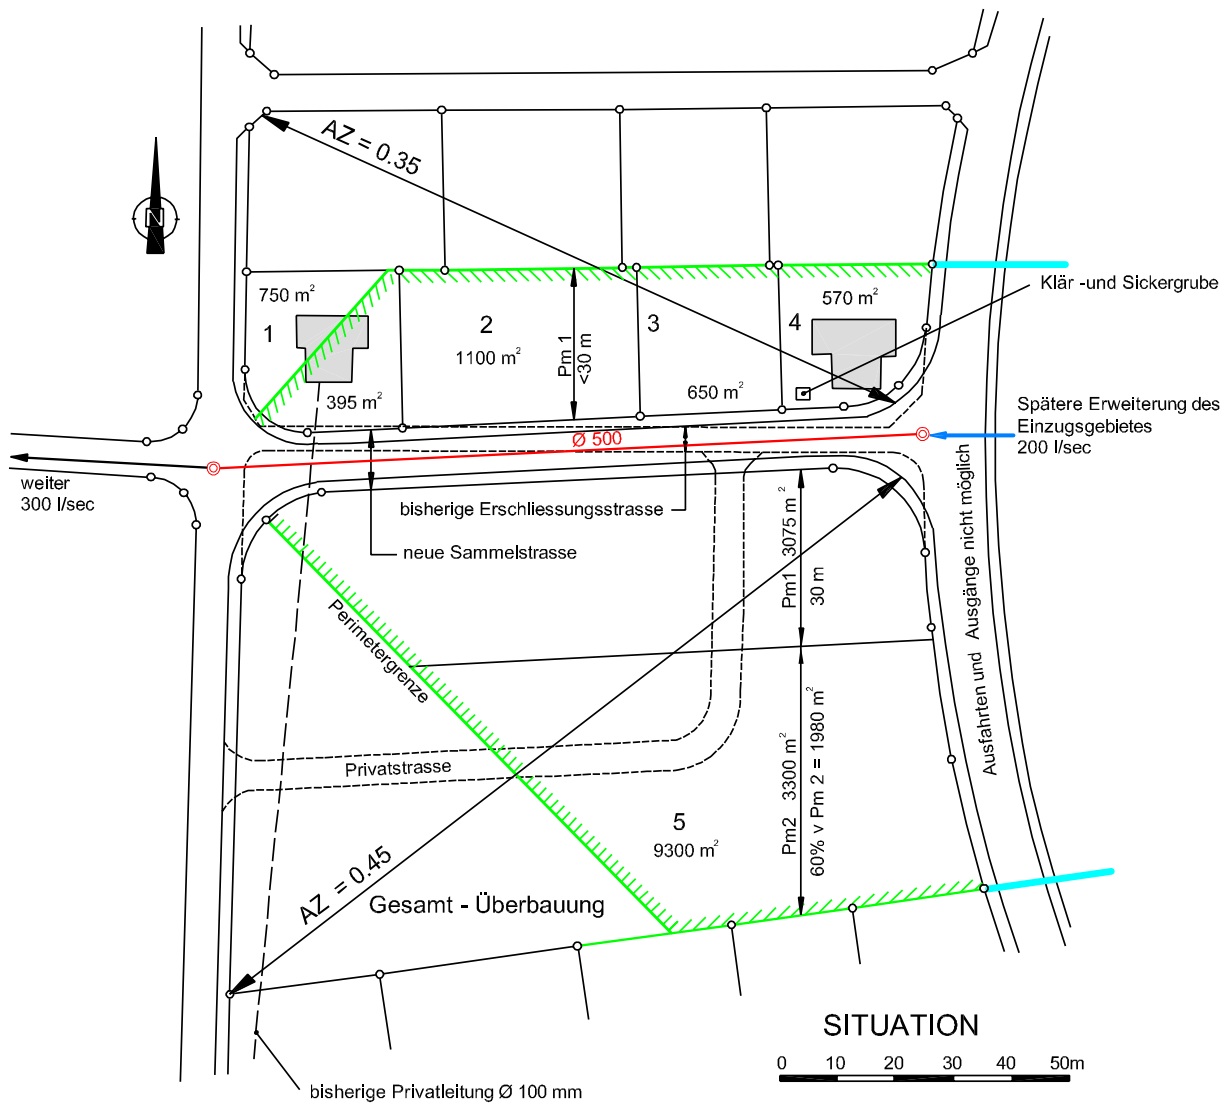 AZ = 0.35
N
Klär -und Sickergrube
750 m²
570 m²
1
2
3
4
1100 m²
Pm 1
<30 m
650 m²
395 m²
Spätere Erweiterung des
Einzugsgebietes
200 l/sec
Ø 500
weiter
300 l/sec
bisherige Erschliessungsstrasse
neue Sammelstrasse
Pm1 3075 m²
30 m
Ausfahrten und Ausgänge nicht möglich
Perimetergrenze
Privatstrasse
Pm2 3300 m²
60% v Pm 2 = 1980 m²
5
9300 m²
AZ = 0.45
Gesamt - Überbauung
SITUATION
0 10 20 30 40 50m
bisherige Privatleitung Ø 100 mm